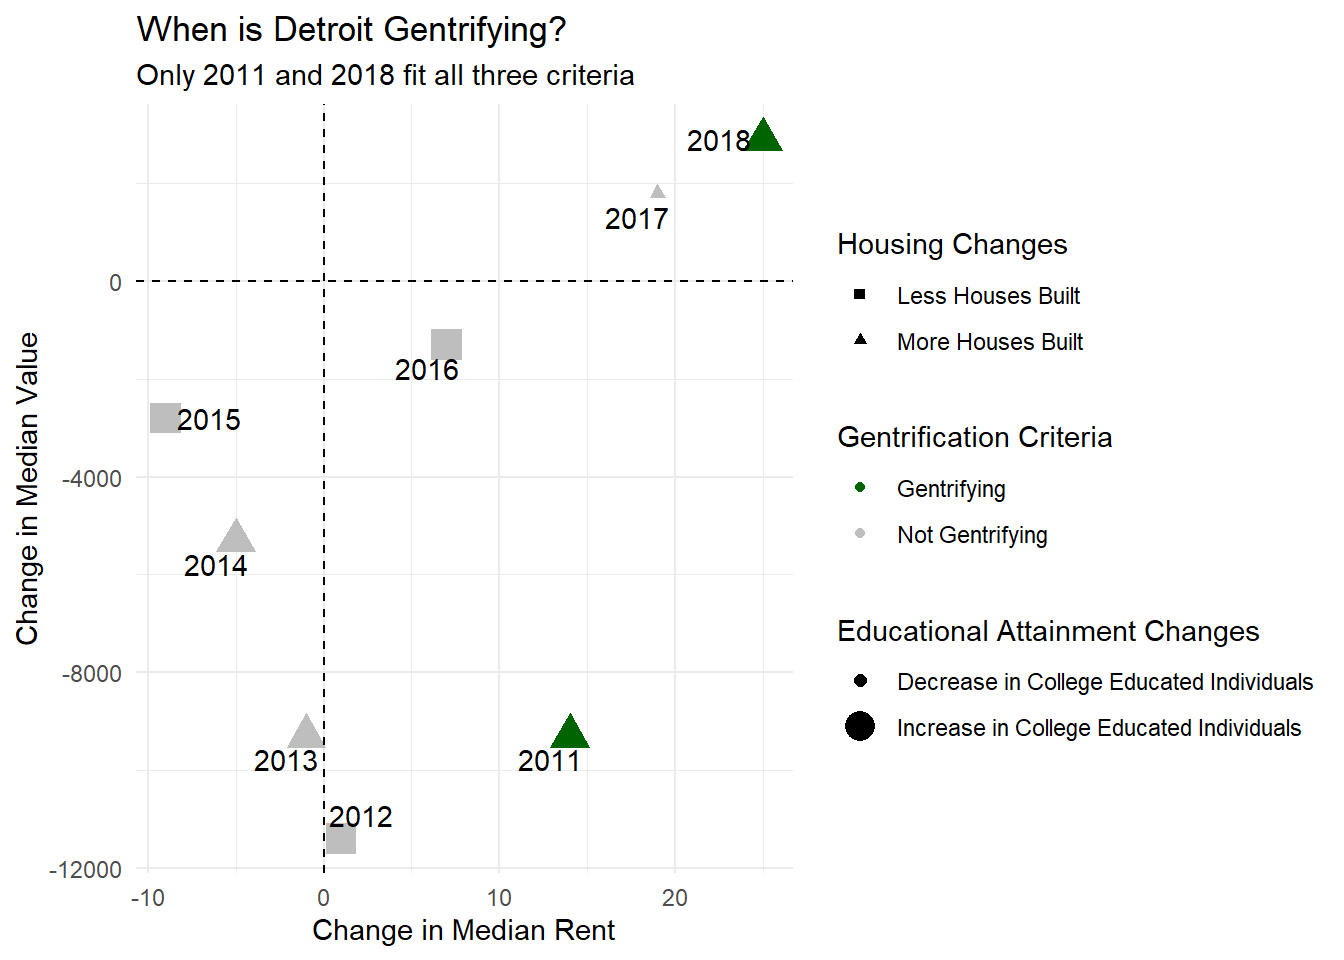 When is Detroit Gentrifying?
Only 2011 and 2018 fit all three criteria
2018
2017
2016
2015
2014
2013
2011
2012
0
-4000
-8000
-12000
-10
0
10
20
Change in Median Value
Change in Median Rent
Housing Changes
Less Houses Built
More Houses Built
Gentrification Criteria
Gentrifying
Not Gentrifying
Educational Attainment Changes
Decrease in College Educated Individuals
Increase in College Educated Individuals